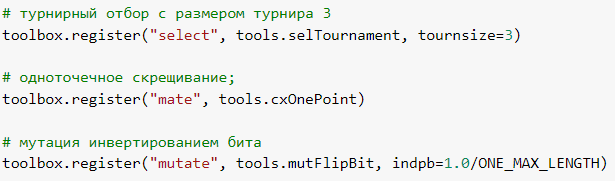 # турнирный отбор с размером турнира 3
toolbox.register("select", tools.selTournament, tournsize=3)
# одноточечное скрещивание;
toolbox.register("mate", tools.cxOnePoint)
# мутация инвертированием бита
toolbox.register("mutate", tools.mutFlipBit, indpb=1.0/ONE_MAX_LENGTH)